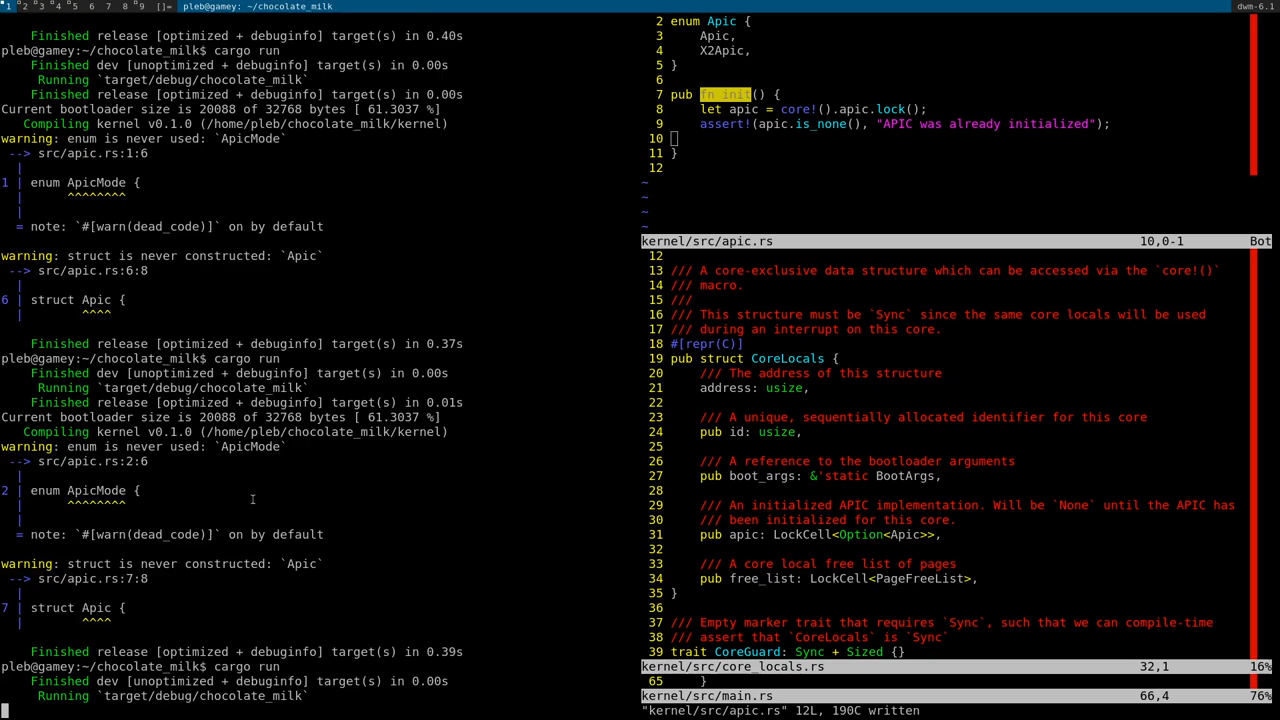 1 2 3 4 5 6 7 8 9 []= pleb@gamey: ~/chocolate_milk dwm-6.1
Finished release [optimized + debuginfo] target(s) in 0.40s
pleb@gamey:~/chocolate_milk$ cargo run
Finished dev [unoptimized + debuginfo] target(s) in 0.00s
Running `target/debug/chocolate_milk`
Finished release [optimized + debuginfo] target(s) in 0.00s
Current bootloader size is 20088 of 32768 bytes [ 61.3037 %]
Compiling kernel v0.1.0 (/home/pleb/chocolate_milk/kernel)
warning: enum is never used: `ApicMode`
--> src/apic.rs:1:6
|
1 | enum ApicMode {
| ^^^^^^^^
|
= note: `#[warn(dead_code)]` on by default
warning: struct is never constructed: `Apic`
--> src/apic.rs:6:8
|
6 | struct Apic {
| ^^^^
Finished release [optimized + debuginfo] target(s) in 0.37s
pleb@gamey:~/chocolate_milk$ cargo run
Finished dev [unoptimized + debuginfo] target(s) in 0.00s
Running `target/debug/chocolate_milk`
Finished release [optimized + debuginfo] target(s) in 0.01s
Current bootloader size is 20088 of 32768 bytes [ 61.3037 %]
Compiling kernel v0.1.0 (/home/pleb/chocolate_milk/kernel)
warning: enum is never used: `ApicMode`
--> src/apic.rs:2:6
|
2 | enum ApicMode {
| ^^^^^^^^
|
= note: `#[warn(dead_code)]` on by default
warning: struct is never constructed: `Apic`
--> src/apic.rs:7:8
|
7 | struct Apic {
| ^^^^
Finished release [optimized + debuginfo] target(s) in 0.39s
pleb@gamey:~/chocolate_milk$ cargo run
Finished dev [unoptimized + debuginfo] target(s) in 0.00s
Running `target/debug/chocolate_milk`
2 enum Apic {
3 Apic,
4 X2Apic,
5 }
6
7 pub fn init() {
8 let apic = core!().apic.lock();
9 assert!(apic.is_none(), "APIC was already initialized");
10
11 }
12
~
~
~
~
kernel/src/apic.rs 10,0-1 Bot
12
13 /// A core-exclusive data structure which can be accessed via the `core!()`
14 /// macro.
15 ///
16 /// This structure must be `Sync` since the same core locals will be used
17 /// during an interrupt on this core.
18 #[repr(C)]
19 pub struct CoreLocals {
20 /// The address of this structure
21 address: usize,
22
23 /// A unique, sequentially allocated identifier for this core
24 pub id: usize,
25
26 /// A reference to the bootloader arguments
27 pub boot_args: &'static BootArgs,
28
29 /// An initialized APIC implementation. Will be `None` until the APIC has
30 /// been initialized for this core.
31 pub apic: LockCell<Option<Apic>>,
32
33 /// A core local free list of pages
34 pub free_list: LockCell<PageFreeList>,
35 }
36
37 /// Empty marker trait that requires `Sync`, such that we can compile-time
38 /// assert that `CoreLocals` is `Sync`
39 trait CoreGuard: Sync + Sized {}
kernel/src/core_locals.rs 32,1 16%
65 }
kernel/src/main.rs 66,4 76%
"kernel/src/apic.rs" 12L, 190C written